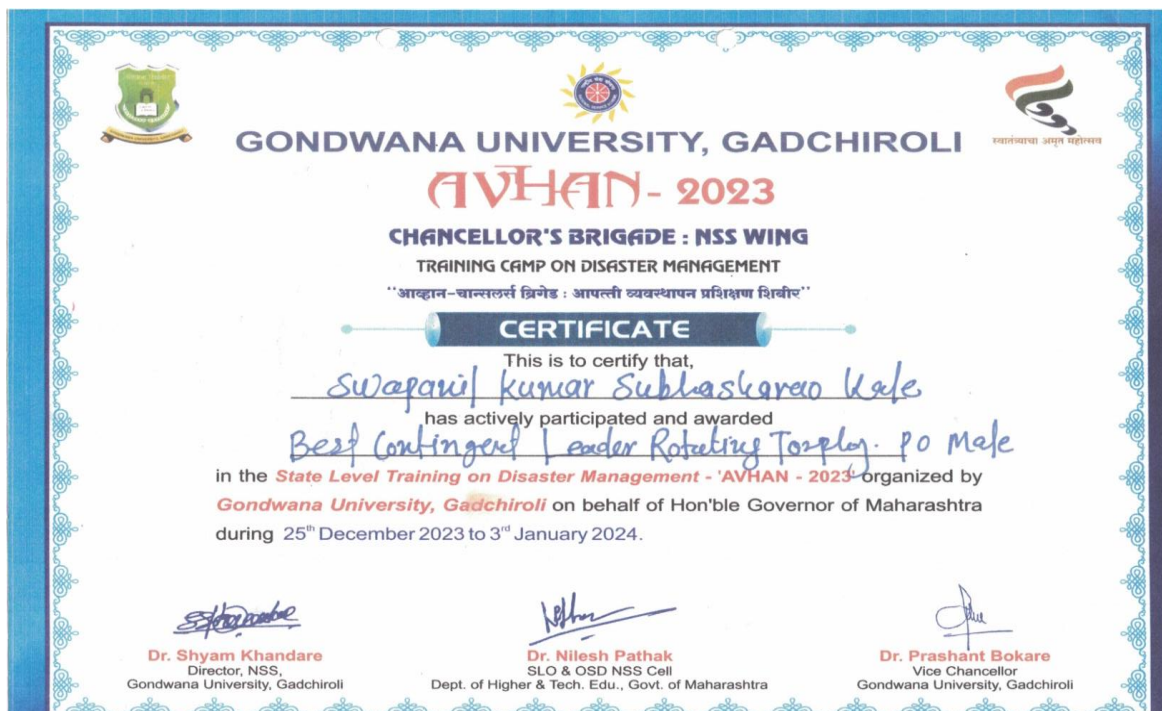 स्वातंत्र्याचा अमृत महोत्सव
GONDWANA UNIVERSITY, GADCHIROLI
AVHAN - 2023
CHANCELLOR'S BRIGADE : NSS WING
TRAINING CAMP ON DISASTER MANAGEMENT
"आव्हान-चान्सलर्स ब्रिगेड : आपत्ती व्यवस्थापन प्रशिक्षण शिबीर"
CERTIFICATE
This is to certify that,
Swapanil kumar Subhaskarao Kale
has actively participated and awarded
Best Contingent Leader Rotating PO Male
in the State Level Training on Disaster Management - 'AVHAN - 2023' organized by
Gondwana University, Gadchiroli on behalf of Hon'ble Governor of Maharashtra
during 25th December 2023 to 3rd January 2024.
Dr. Shyam Khandare
Director, NSS,
Gondwana University, Gadchiroli
Dr. Nilesh Pathak
SLO & OSD NSS Cell
Dept. of Higher & Tech. Edu., Govt. of Maharashtra
Dr. Prashant Bokare
Vice Chancellor
Gondwana University, Gadchiroli